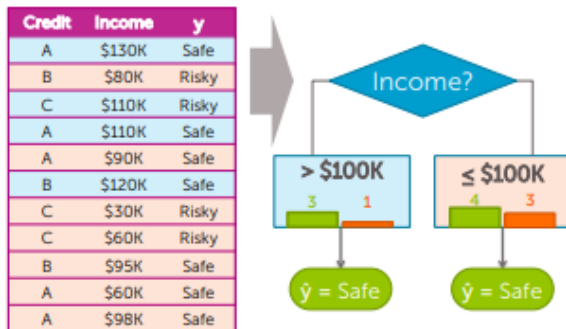 Credit Income y
A $130K Safe
B $80K Risky
C $110K Risky
A $110K Safe
A $90K Safe
B $120K Safe
C $30K Risky
C $60K Risky
B $95K Safe
A $60K Safe
A $98K Safe
Income?
> $100K
3 1
ŷ = Safe
≤ $100K
4 3
ŷ = Safe